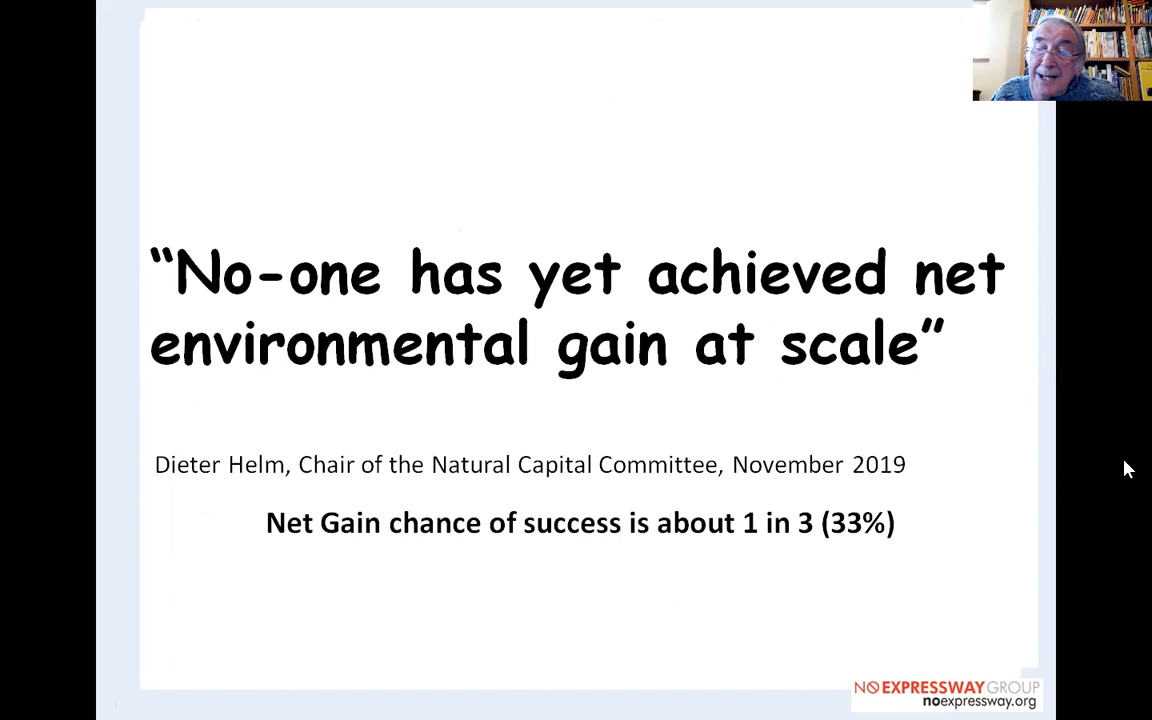 “No-one has yet achieved net
environmental gain at scale”
Dieter Helm, Chair of the Natural Capital Committee, November 2019
Net Gain chance of success is about 1 in 3 (33%)
NO EXPRESSWAY GROUP
noexpressway.org